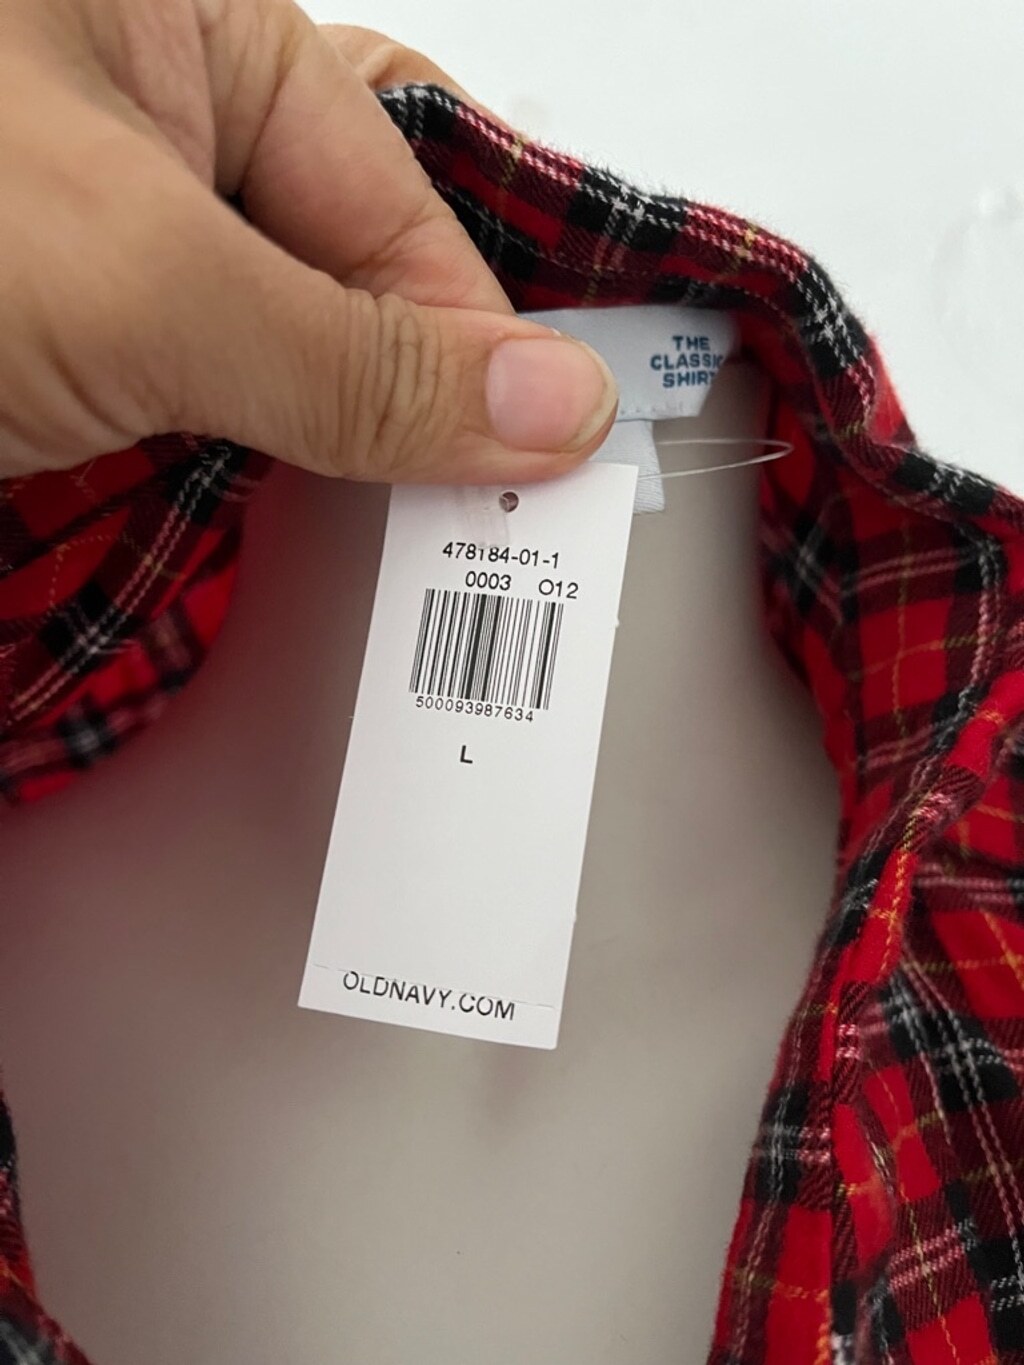 THE
CLASSIC
SHIRT
478184-01-1
0003 O12
500093987634
L
OLDNAVY.COM